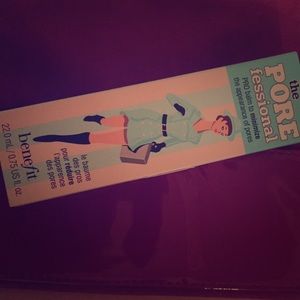 the
PORE
fessional
PRO balm to minimize
the appearance of pores
le baume
des pros
pour réduire
l'apparence
des pores
benefit
22.0 mL / 0.75 US fl. oz.